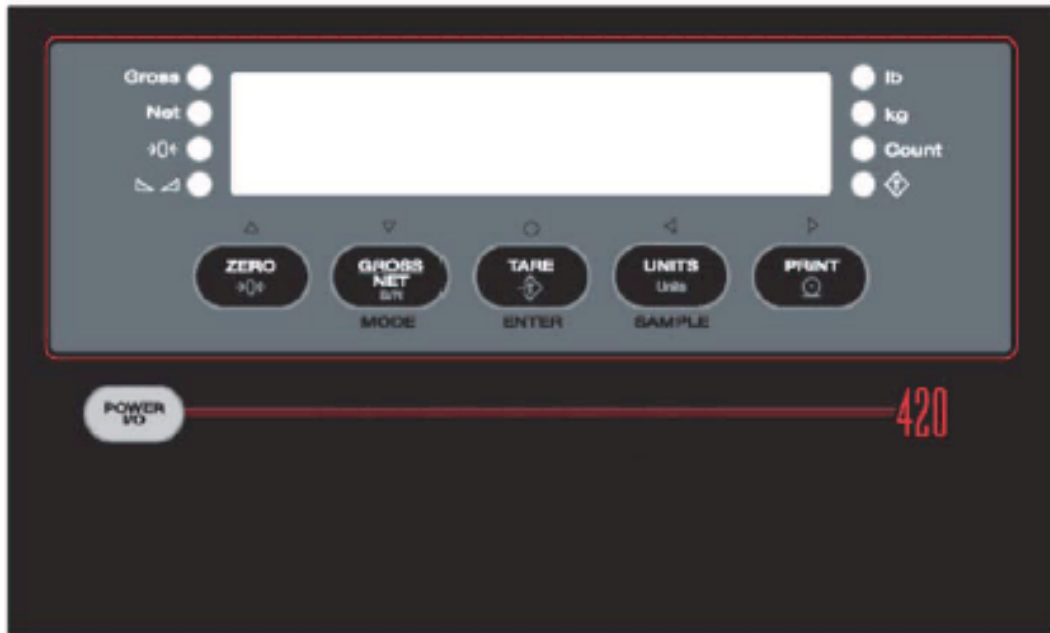 Gross
Net
lb
kg
Count
ZERO
GROSS
NET
B/N
TARE
UNITS
Units
PRINT
MODE
ENTER
SAMPLE
POWER
I/O
420